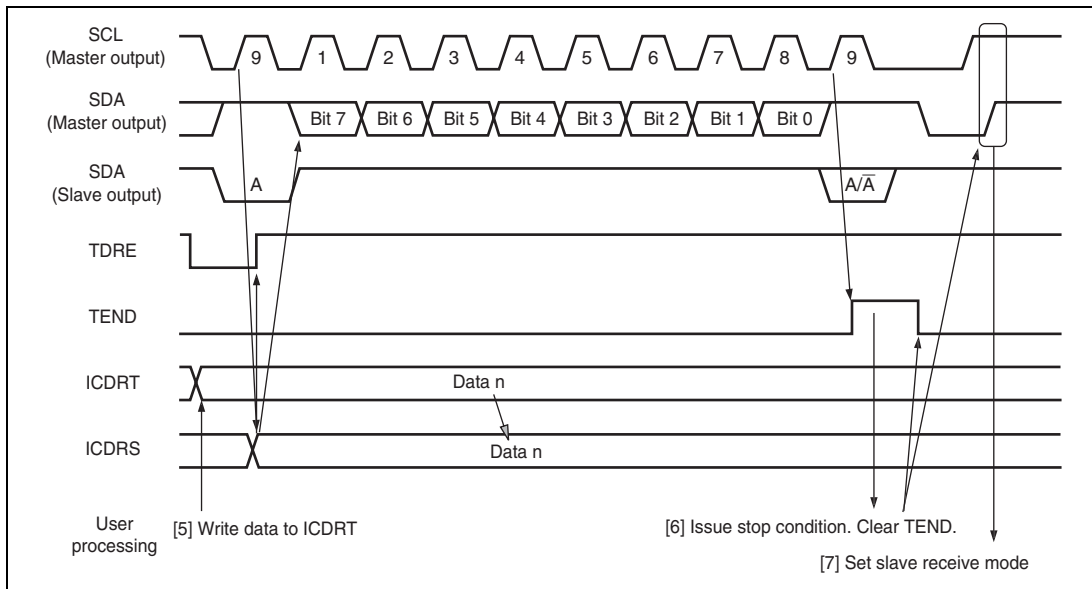 SCL
(Master output)
9 1 2 3 4 5 6 7 8 9
SDA
(Master output)
Bit 7 Bit 6 Bit 5 Bit 4 Bit 3 Bit 2 Bit 1 Bit 0
SDA
(Slave output)
A A/A̅
TDRE
TEND
ICDRT
Data n
ICDRS
Data n
User
processing
[5] Write data to ICDRT
[6] Issue stop condition. Clear TEND.
[7] Set slave receive mode